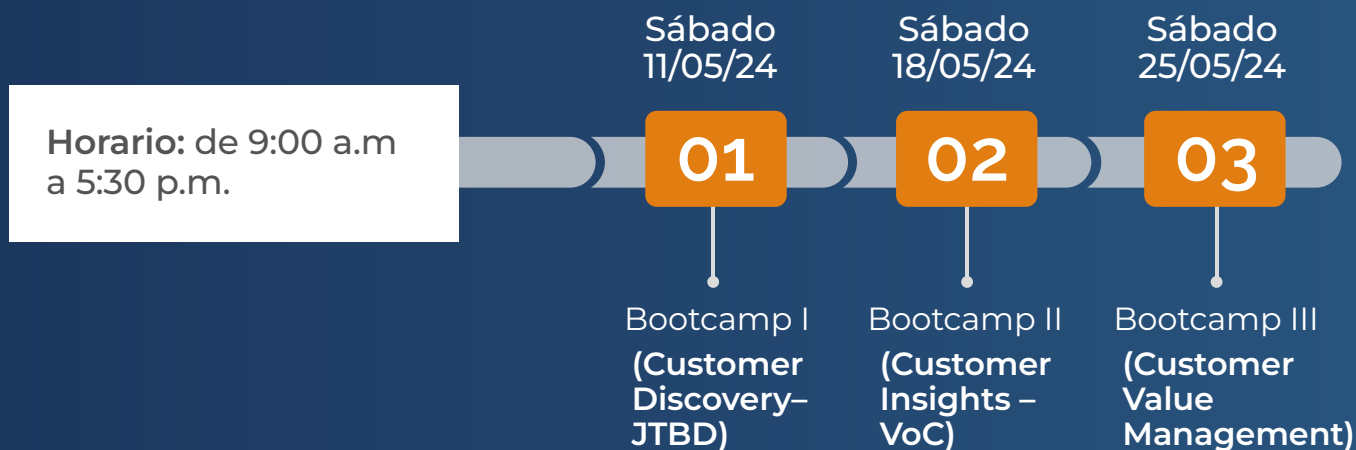 Sábado
11/05/24
Sábado
18/05/24
Sábado
25/05/24
Horario: de 9:00 a.m
a 5:30 p.m.
01
02
03
Bootcamp I
(Customer
Discovery–
JTBD)
Bootcamp II
(Customer
Insights –
VoC)
Bootcamp III
(Customer
Value
Management)